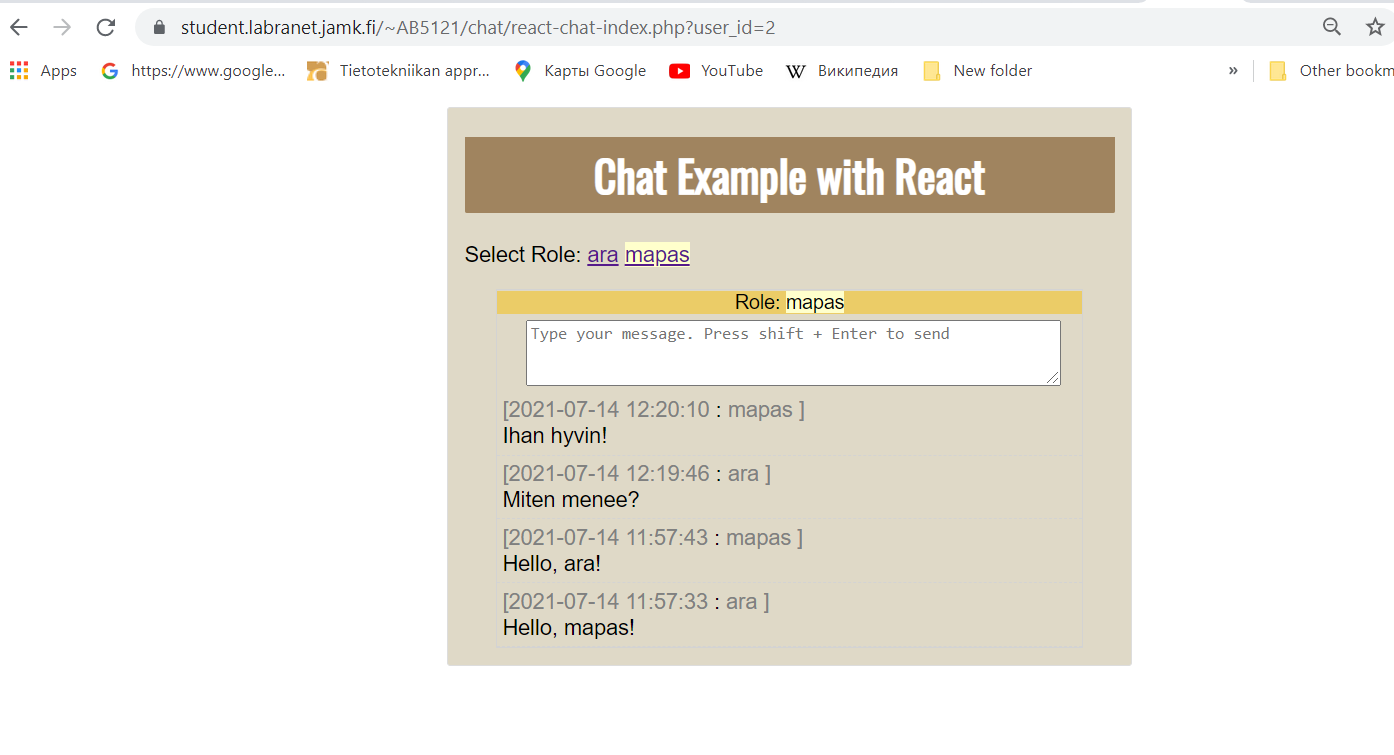 student.labranet.jamk.fi/~AB5121/chat/react-chat-index.php?user_id=2
Apps https://www.google... Tietotekniikan appr... Карты Google YouTube W Википедия New folder » Other bookm
Chat Example with React
Select Role: ara mapas
Role: mapas
Type your message. Press shift + Enter to send
[2021-07-14 12:20:10 : mapas ]
Ihan hyvin!
[2021-07-14 12:19:46 : ara ]
Miten menee?
[2021-07-14 11:57:43 : mapas ]
Hello, ara!
[2021-07-14 11:57:33 : ara ]
Hello, mapas!